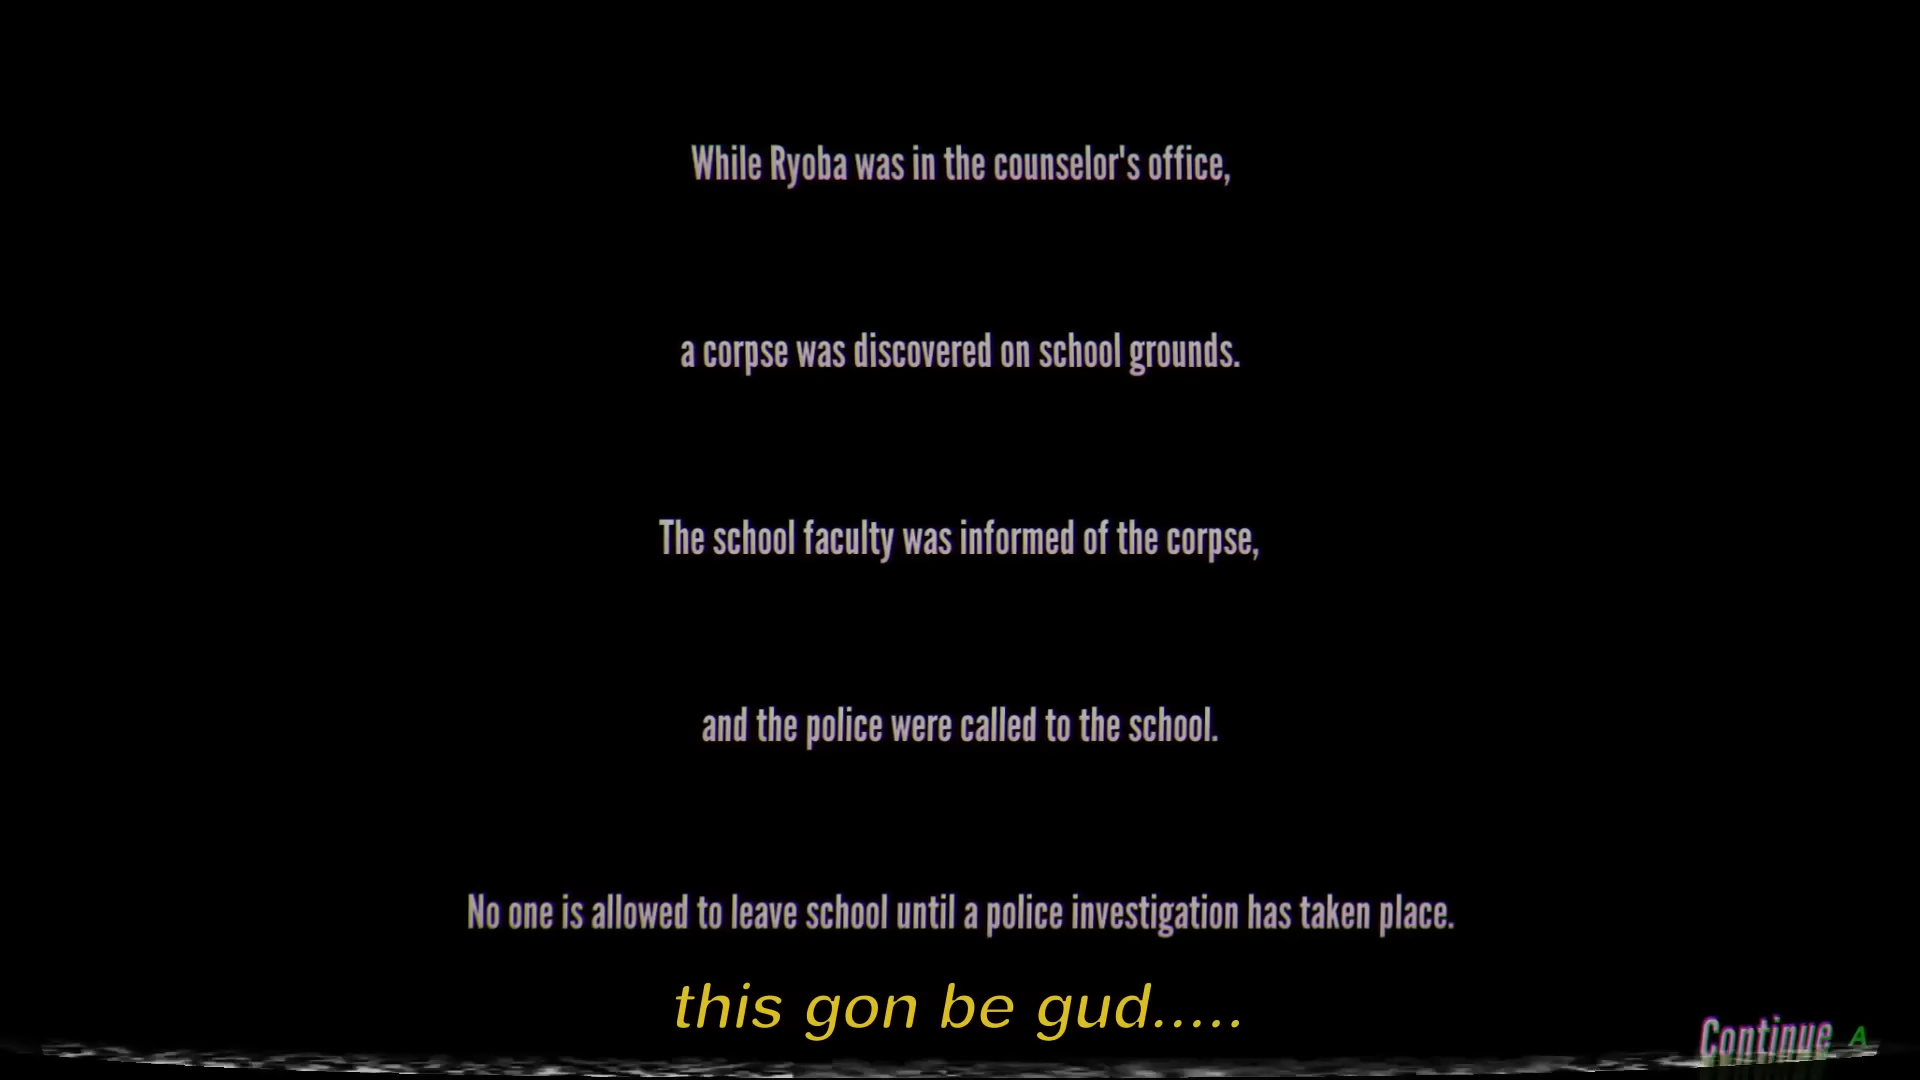 While Ryoba was in the counselor's office,
a corpse was discovered on school grounds.
The school faculty was informed of the corpse,
and the police were called to the school.
No one is allowed to leave school until a police investigation has taken place.
this gon be gud.....
Continue A